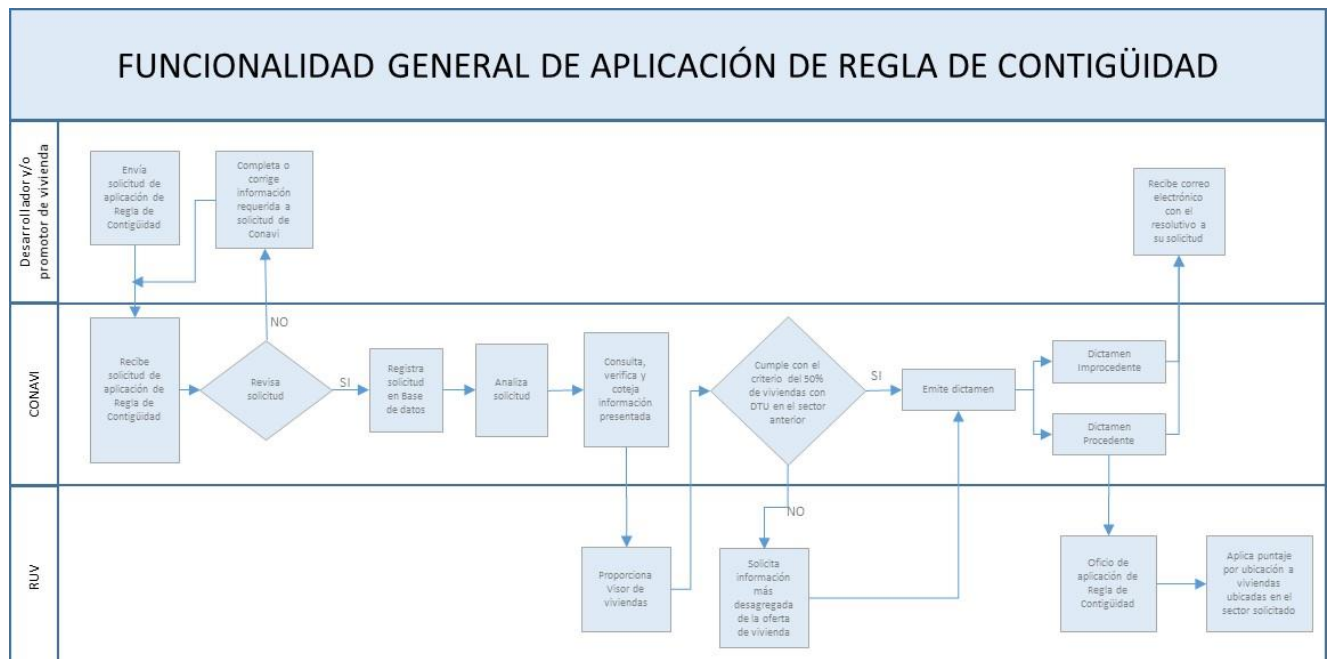 FUNCIONALIDAD GENERAL DE APLICACIÓN DE REGLA DE CONTIGÜIDAD
Desarrollador y/o
promotor de vivienda
Envía
solicitud de
aplicación de
Regla de
Contigüidad
Completa o
corrige
información
requerida a
solicitud de
Conavi
Recibe correo
electrónico
con el
resolutivo a
su solicitud
CONAVI
Recibe
solicitud de
aplicación de
Regla de
Contigüidad
NO
Revisa
solicitud
SI
Registra
solicitud
en Base
de datos
Analiza
solicitud
Consulta,
verifica y
coteja
información
presentada
Cumple con el
criterio del 50%
de viviendas con
DTU en el sector
anterior
SI
Emite dictamen
Dictamen
Improcedente
Dictamen
Procedente
RUV
Proporciona
Visor de
viviendas
NO
Solicita
información
más
desagregada
de la oferta
de vivienda
Oficio de
aplicación de
Regla de
Contigüidad
Aplica puntaje
por ubicación a
viviendas
ubicadas en el
sector solicitado